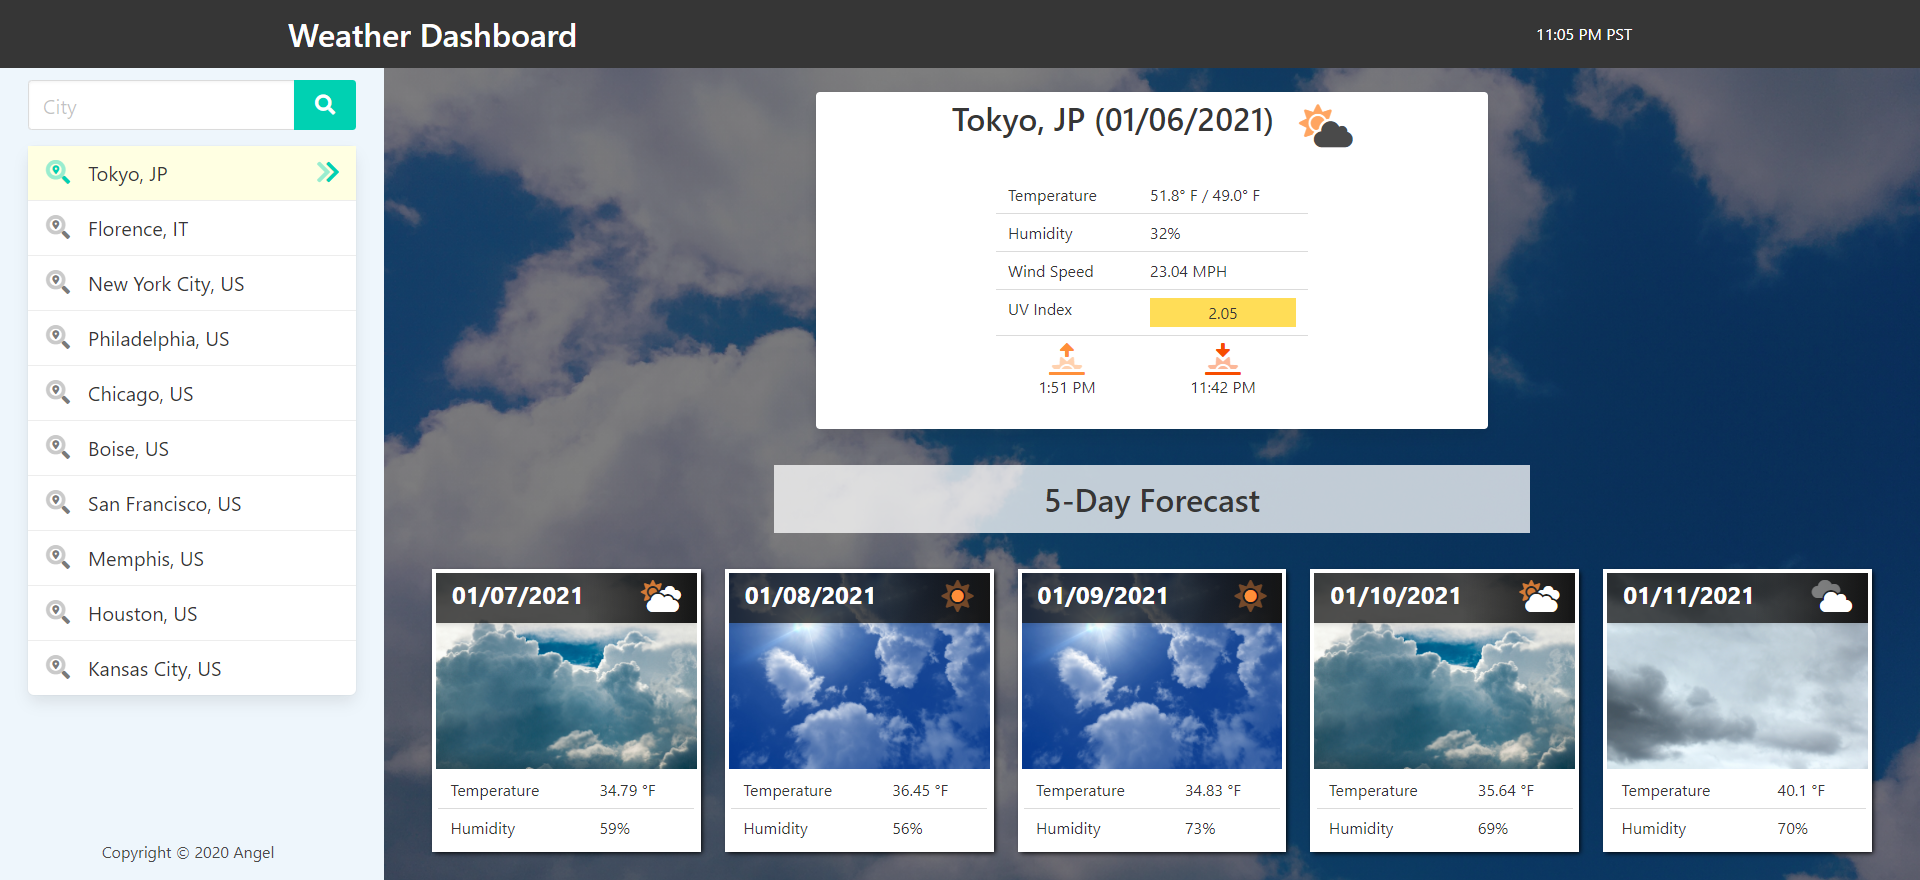 Weather Dashboard
11:05 PM PST
City
Tokyo, JP
Florence, IT
New York City, US
Philadelphia, US
Chicago, US
Boise, US
San Francisco, US
Memphis, US
Houston, US
Kansas City, US
Copyright © 2020 Angel
Tokyo, JP (01/06/2021)
Temperature 51.8° F / 49.0° F
Humidity 32%
Wind Speed 23.04 MPH
UV Index 2.05
1:51 PM 11:42 PM
5-Day Forecast
01/07/2021
Temperature 34.79 °F
Humidity 59%
01/08/2021
Temperature 36.45 °F
Humidity 56%
01/09/2021
Temperature 34.83 °F
Humidity 73%
01/10/2021
Temperature 35.64 °F
Humidity 69%
01/11/2021
Temperature 40.1 °F
Humidity 70%